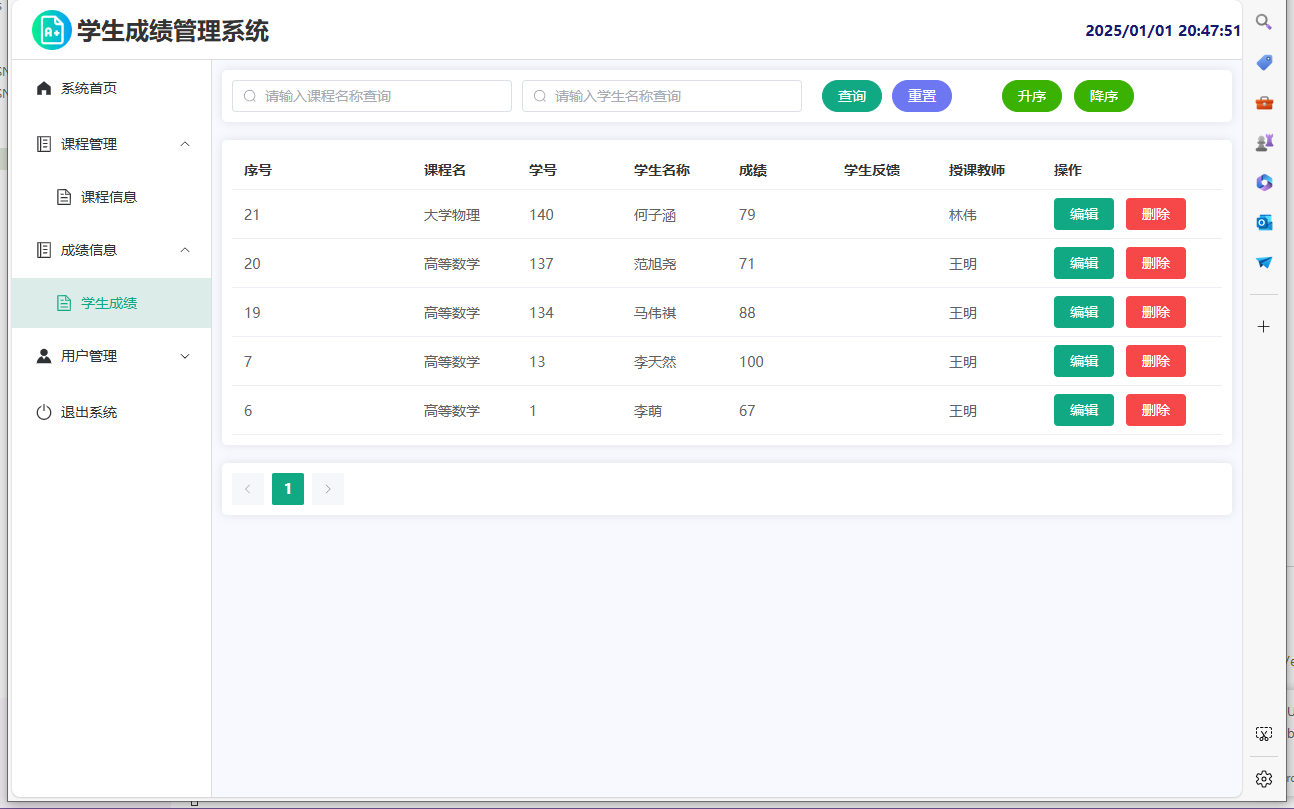 学生成绩管理系统
2025/01/01 20:47:51
系统首页
课程管理
课程信息
成绩信息
学生成绩
用户管理
退出系统
请输入课程名称查询 请输入学生名称查询 查询 重置 升序 降序
序号 课程名 学号 学生名称 成绩 学生反馈 授课教师 操作
21 大学物理 140 何子涵 79 林伟 编辑 删除
20 高等数学 137 范旭尧 71 王明 编辑 删除
19 高等数学 134 马伟祺 88 王明 编辑 删除
7 高等数学 13 李天然 100 王明 编辑 删除
6 高等数学 1 李萌 67 王明 编辑 删除
1